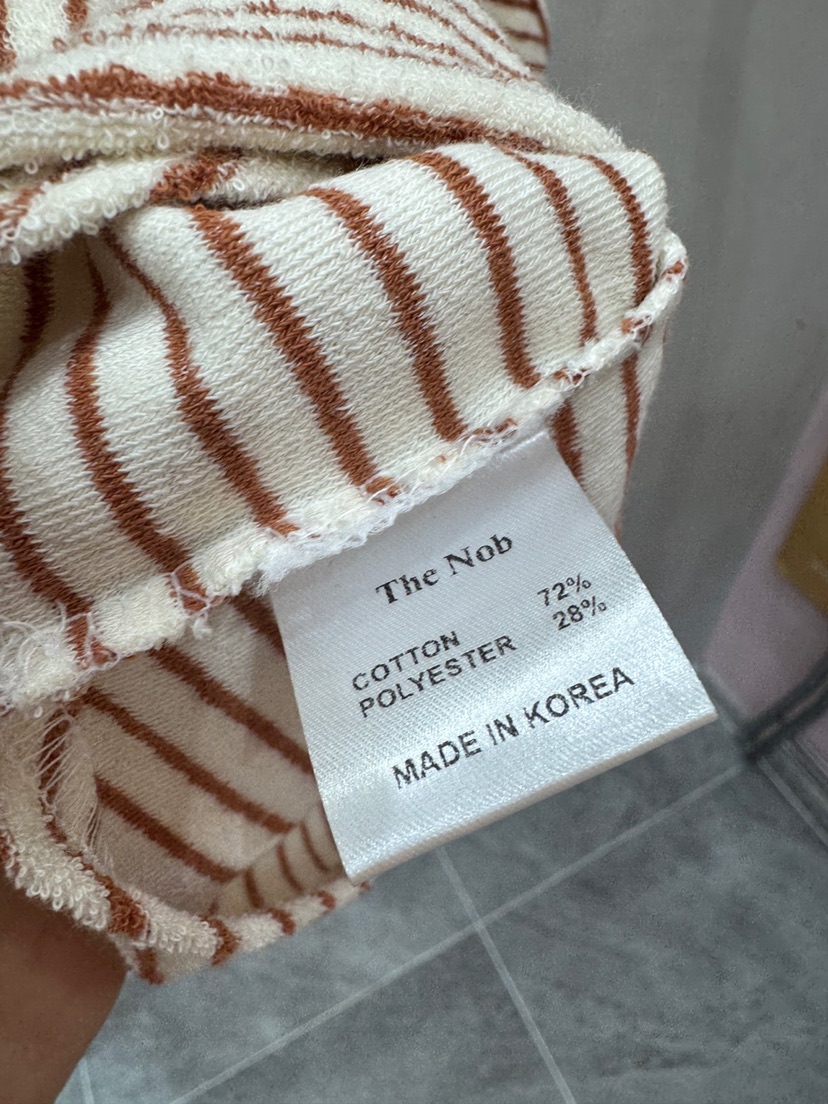 The Nob
COTTON 72%
POLYESTER 28%
MADE IN KOREA